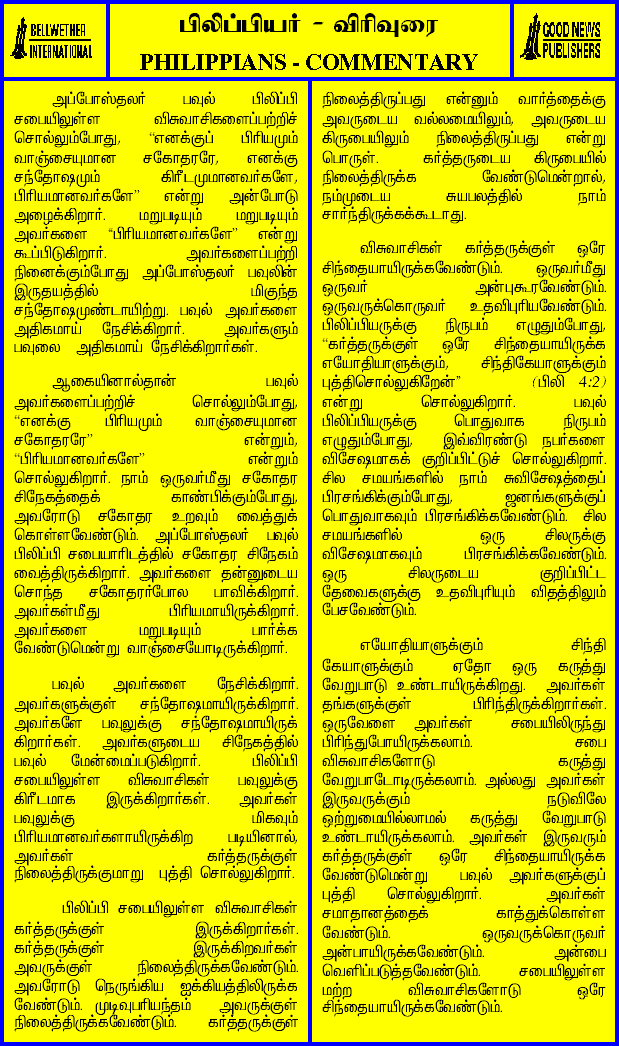 BELLWETHER
INTERNATIONAL
பிலிப்பியர் - விரிவுரை
PHILIPPIANS - COMMENTARY
GOOD NEWS
PUBLISHERS
அப்போஸ்தலர் பவுல் பிலிப்பி
சபையிலுள்ள விசுவாசிகளைப்பற்றிச்
சொல்லும்போது, “எனக்குப் பிரியமும்
வாஞ்சையுமான சகோதரரே, எனக்கு
சந்தோஷமும் கிரீடமுமானவர்களே,
பிரியமானவர்களே” என்று அன்போடு
அழைக்கிறார். மறுபடியும் மறுபடியும்
அவர்களை “பிரியமானவர்களே” என்று
கூப்பிடுகிறார். அவர்களைப்பற்றி
நினைக்கும்போது அப்போஸ்தலர் பவுலின்
இருதயத்தில் மிகுந்த
சந்தோஷமுண்டாயிற்று. பவுல் அவர்களை
அதிகமாய் நேசிக்கிறார். அவர்களும்
பவுலை அதிகமாய் நேசிக்கிறார்கள்.
ஆகையினால்தான் பவுல்
அவர்களைப்பற்றிச் சொல்லும்போது,
“எனக்கு பிரியமும் வாஞ்சையுமான
சகோதரரே” என்றும்,
“பிரியமானவர்களே” என்றும்
சொல்லுகிறார். நாம் ஒருவர்மீது சகோதர
சிநேகத்தைக் காண்பிக்கும்போது,
அவரோடு சகோதர உறவும் வைத்துக்
கொள்ளவேண்டும். அப்போஸ்தலர் பவுல்
பிலிப்பி சபையாரிடத்தில் சகோதர சிநேகம்
வைத்திருக்கிறார். அவர்களை தன்னுடைய
சொந்த சகோதரர்போல பாவிக்கிறார்.
அவர்கள்மீது பிரியமாயிருக்கிறார்.
அவர்களை மறுபடியும் பார்க்க
வேண்டுமென்று வாஞ்சையோடிருக்கிறார்.
பவுல் அவர்களை நேசிக்கிறார்.
அவர்களுக்குள் சந்தோஷமாயிருக்கிறார்.
அவர்களே பவுலுக்கு சந்தோஷமாயிருக்
கிறார்கள். அவர்களுடைய சிநேகத்தில்
பவுல் மேன்மைப்படுகிறார். பிலிப்பி
சபையிலுள்ள விசுவாசிகள் பவுலுக்கு
கிரீடமாக இருக்கிறார்கள். அவர்கள்
பவுலுக்கு மிகவும்
பிரியமானவர்களாயிருக்கிற படியினால்,
அவர்கள் கர்த்தருக்குள்
நிலைத்திருக்குமாறு புத்தி சொல்லுகிறார்.
பிலிப்பி சபையிலுள்ள விசுவாசிகள்
கர்த்தருக்குள் இருக்கிறார்கள்.
கர்த்தருக்குள் இருக்கிறவர்கள்
அவருக்குள் நிலைத்திருக்கவேண்டும்.
அவரோடு நெருங்கிய ஐக்கியத்திலிருக்க
வேண்டும். முடிவுபரியந்தம் அவருக்குள்
நிலைத்திருக்கவேண்டும். கர்த்தருக்குள்
நிலைத்திருப்பது என்னும் வார்த்தைக்கு
அவருடைய வல்லமையிலும், அவருடைய
கிருபையிலும் நிலைத்திருப்பது என்று
பொருள். கர்த்தருடைய கிருபையில்
நிலைத்திருக்க வேண்டுமென்றால்,
நம்முடைய சுயபலத்தில் நாம்
சார்ந்திருக்கக்கூடாது.
விசுவாசிகள் கர்த்தருக்குள் ஒரே
சிந்தையாயிருக்கவேண்டும். ஒருவர்மீது
ஒருவர் அன்புகூரவேண்டும்.
ஒருவருக்கொருவர் உதவிபுரியவேண்டும்.
பிலிப்பியருக்கு நிருபம் எழுதும்போது,
“கர்த்தருக்குள் ஒரே சிந்தையாயிருக்க
எயோதியாளுக்கும், சிந்திகேயாளுக்கும்
புத்திசொல்லுகிறேன்” (பிலி 4:2)
என்று சொல்லுகிறார். பவுல்
பிலிப்பியருக்கு பொதுவாக நிருபம்
எழுதும்போது, இவ்விரண்டு நபர்களை
விசேஷமாகக் குறிப்பிட்டுச் சொல்லுகிறார்.
சில சமயங்களில் நாம் சுவிசேஷத்தைப்
பிரசங்கிக்கும்போது, ஜனங்களுக்குப்
பொதுவாகவும் பிரசங்கிக்கவேண்டும். சில
சமயங்களில் ஒரு சிலருக்கு
விசேஷமாகவும் பிரசங்கிக்கவேண்டும்.
ஒரு சிலருடைய குறிப்பிட்ட
தேவைகளுக்கு உதவிபுரியும் விதத்திலும்
பேசவேண்டும்.
எயோதியாளுக்கும் சிந்தி
கேயாளுக்கும் ஏதோ ஒரு கருத்து
வேறுபாடு உண்டாயிருக்கிறது. அவர்கள்
தங்களுக்குள் பிரிந்திருக்கிறார்கள்.
ஒருவேளை அவர்கள் சபையிலிருந்து
பிரிந்துபோயிருக்கலாம். சபை
விசுவாசிகளோடு கருத்து
வேறுபாடோடிருக்கலாம். அல்லது அவர்கள்
இருவருக்கும் நடுவிலே
ஒற்றுமையில்லாமல் கருத்து வேறுபாடு
உண்டாயிருக்கலாம். அவர்கள் இருவரும்
கர்த்தருக்குள் ஒரே சிந்தையாயிருக்க
வேண்டுமென்று பவுல் அவர்களுக்குப்
புத்தி சொல்லுகிறார். அவர்கள்
சமாதானத்தைக் காத்துக்கொள்ள
வேண்டும். ஒருவருக்கொருவர்
அன்பாயிருக்கவேண்டும். அன்பை
வெளிப்படுத்தவேண்டும். சபையிலுள்ள
மற்ற விசுவாசிகளோடு ஒரே
சிந்தையாயிருக்கவேண்டும்.